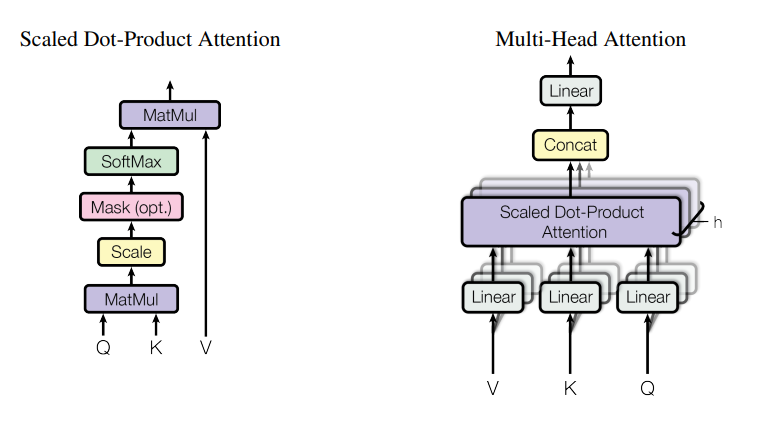 Scaled Dot-Product Attention
MatMul
SoftMax
Mask (opt.)
Scale
MatMul
Q K V
Multi-Head Attention
Linear
Concat
Scaled Dot-Product
Attention
h
Linear Linear Linear
V K Q